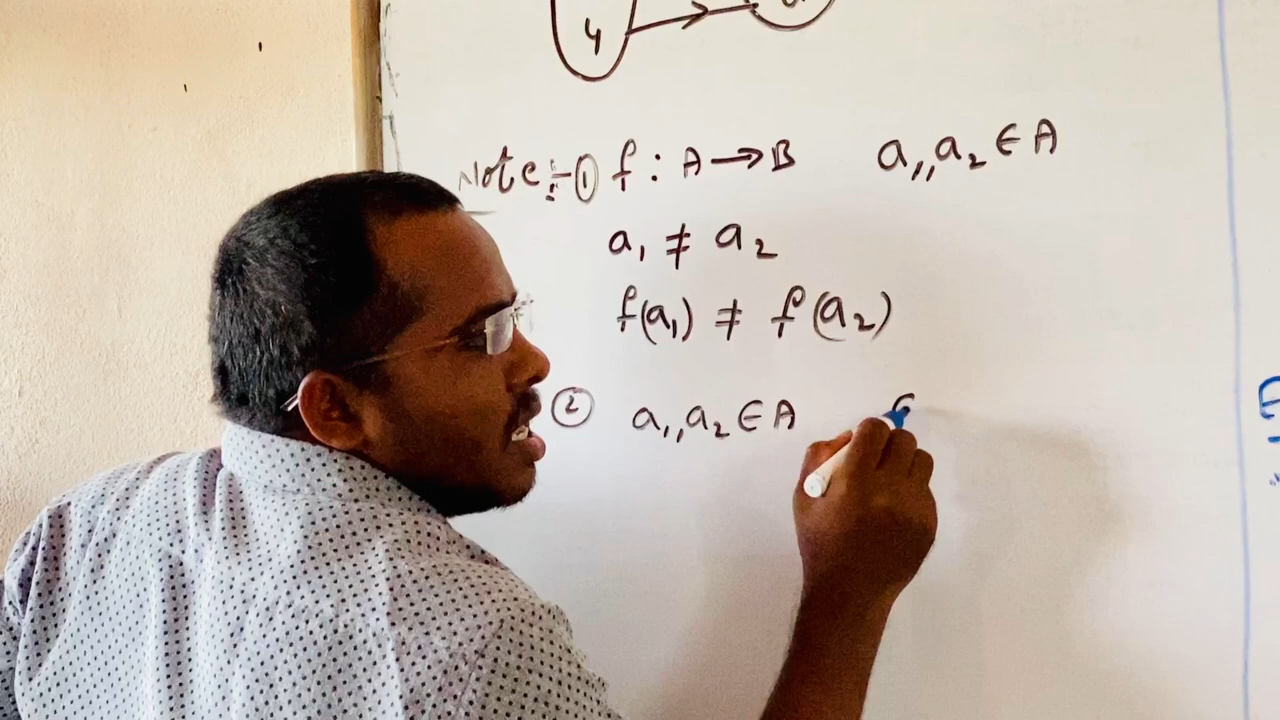 4
Note:- ① f : A → B a₁, a₂ ∈ A
a₁ ≠ a₂
f(a₁) ≠ f(a₂)
② a₁, a₂ ∈ A